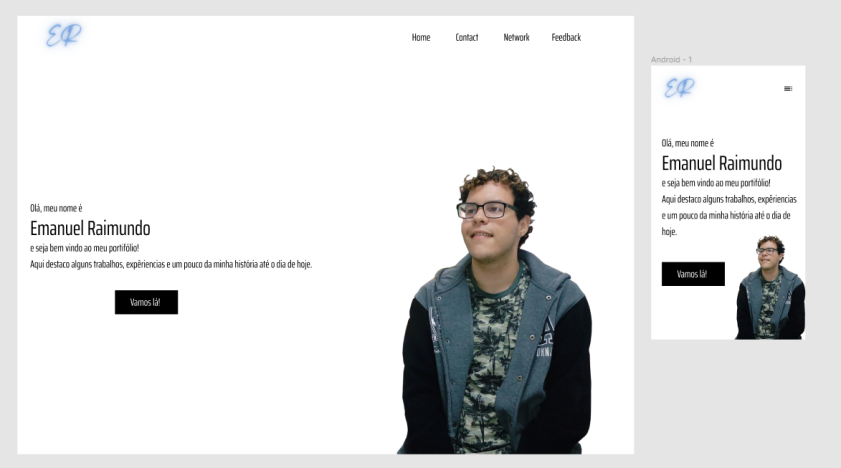 ER
Home Contact Network Feedback
Olá, meu nome é
Emanuel Raimundo
e seja bem vindo ao meu portifólio!
Aqui destaco alguns trabalhos, expêriencias e um pouco da minha história até o dia de hoje.
Vamos lá!
Android - 1
ER
Olá, meu nome é
Emanuel Raimundo
e seja bem vindo ao meu portifólio!
Aqui destaco alguns trabalhos, expêriencias
e um pouco da minha história até o dia de
hoje.
Vamos lá!